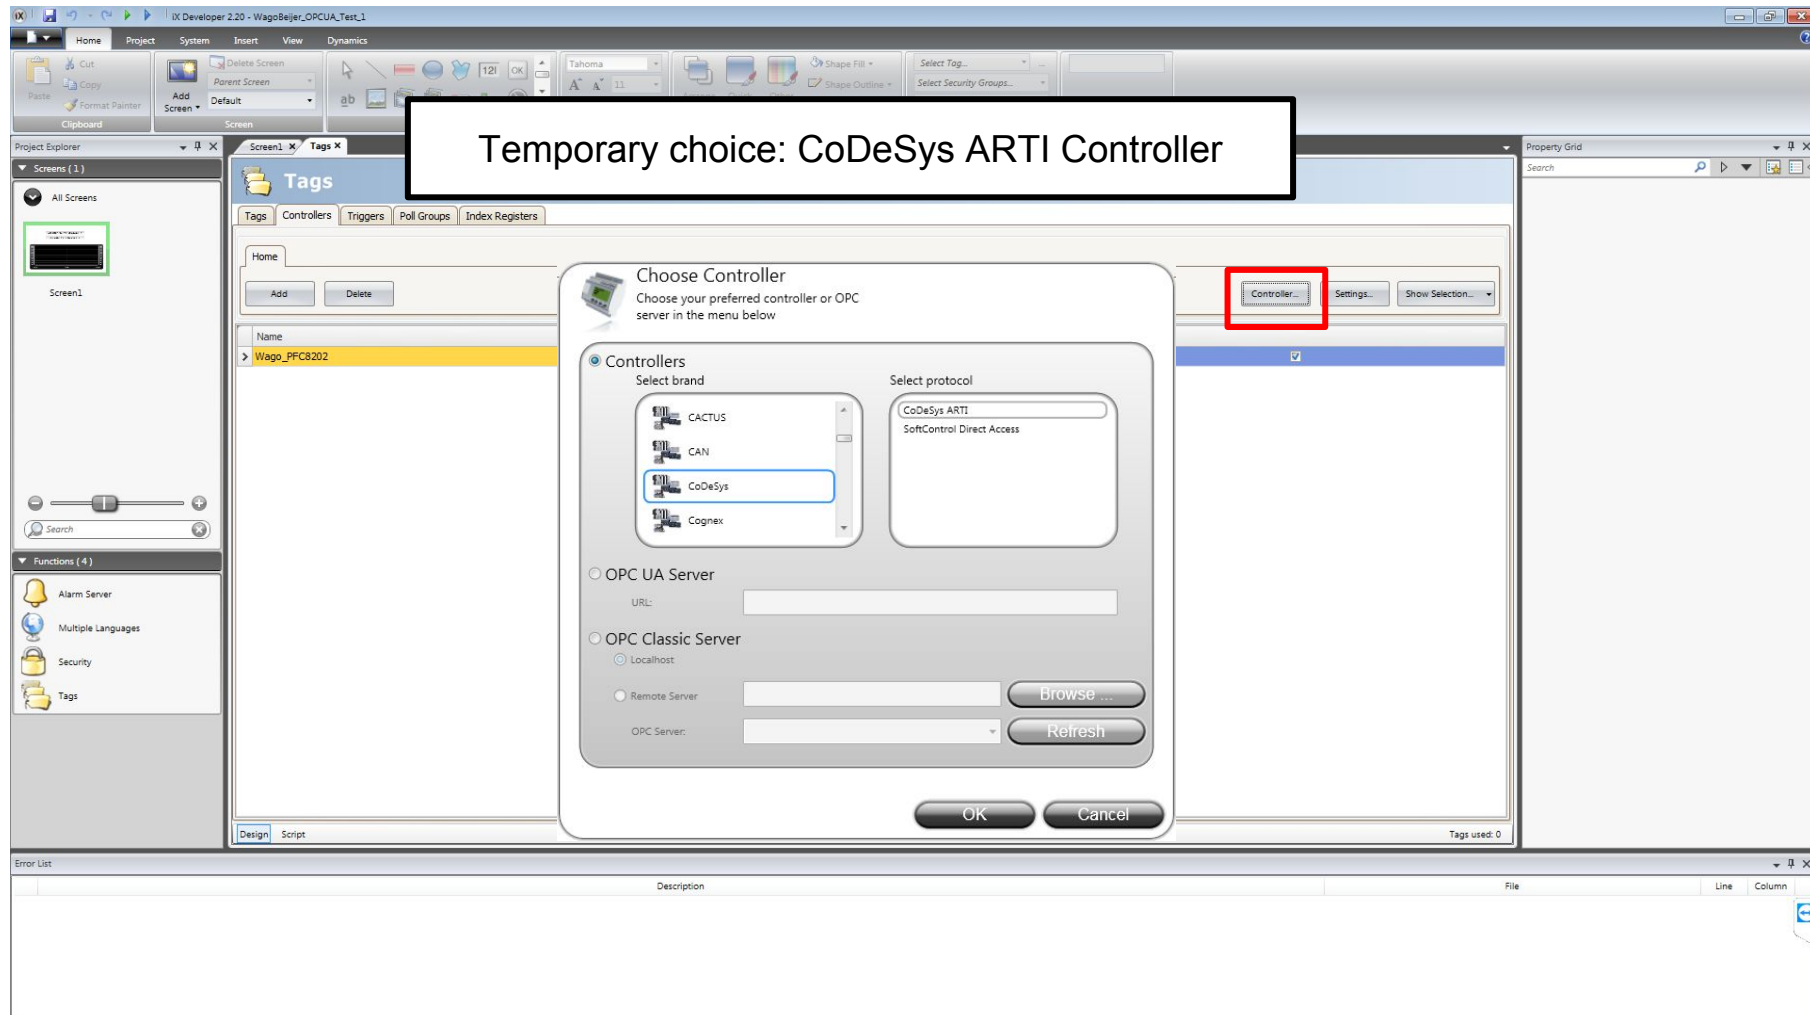 iX Developer 2.20 - WagoBeijer_OPCUA_Test_1
Home Project System Insert View Dynamics
Cut
Copy
Paste
Format Painter
Clipboard
Add Screen
Delete Screen
Parent Screen
Default
Screen
ab
12I
OK
Tahoma
11
Shape Fill
Shape Outline
Select Tag...
Select Security Groups...
Temporary choice: CoDeSys ARTI Controller
Project Explorer
Screens (1)
All Screens
Screen1
Search
Functions (4)
Alarm Server
Multiple Languages
Security
Tags
Screen1 Tags
Tags
Tags Controllers Triggers Poll Groups Index Registers
Home
Add Delete
Controller... Settings... Show Selection...
Name
Wago_PFC8202
Choose Controller
Choose your preferred controller or OPC
server in the menu below
Controllers
Select brand
Select protocol
CACTUS
CAN
CoDeSys
Cognex
CoDeSys ARTI
SoftControl Direct Access
OPC UA Server
URL:
OPC Classic Server
Localhost
Remote Server
Browse ...
OPC Server:
Refresh
OK Cancel
Design Script
Tags used: 0
Property Grid
Search
Error List
Description File Line Column